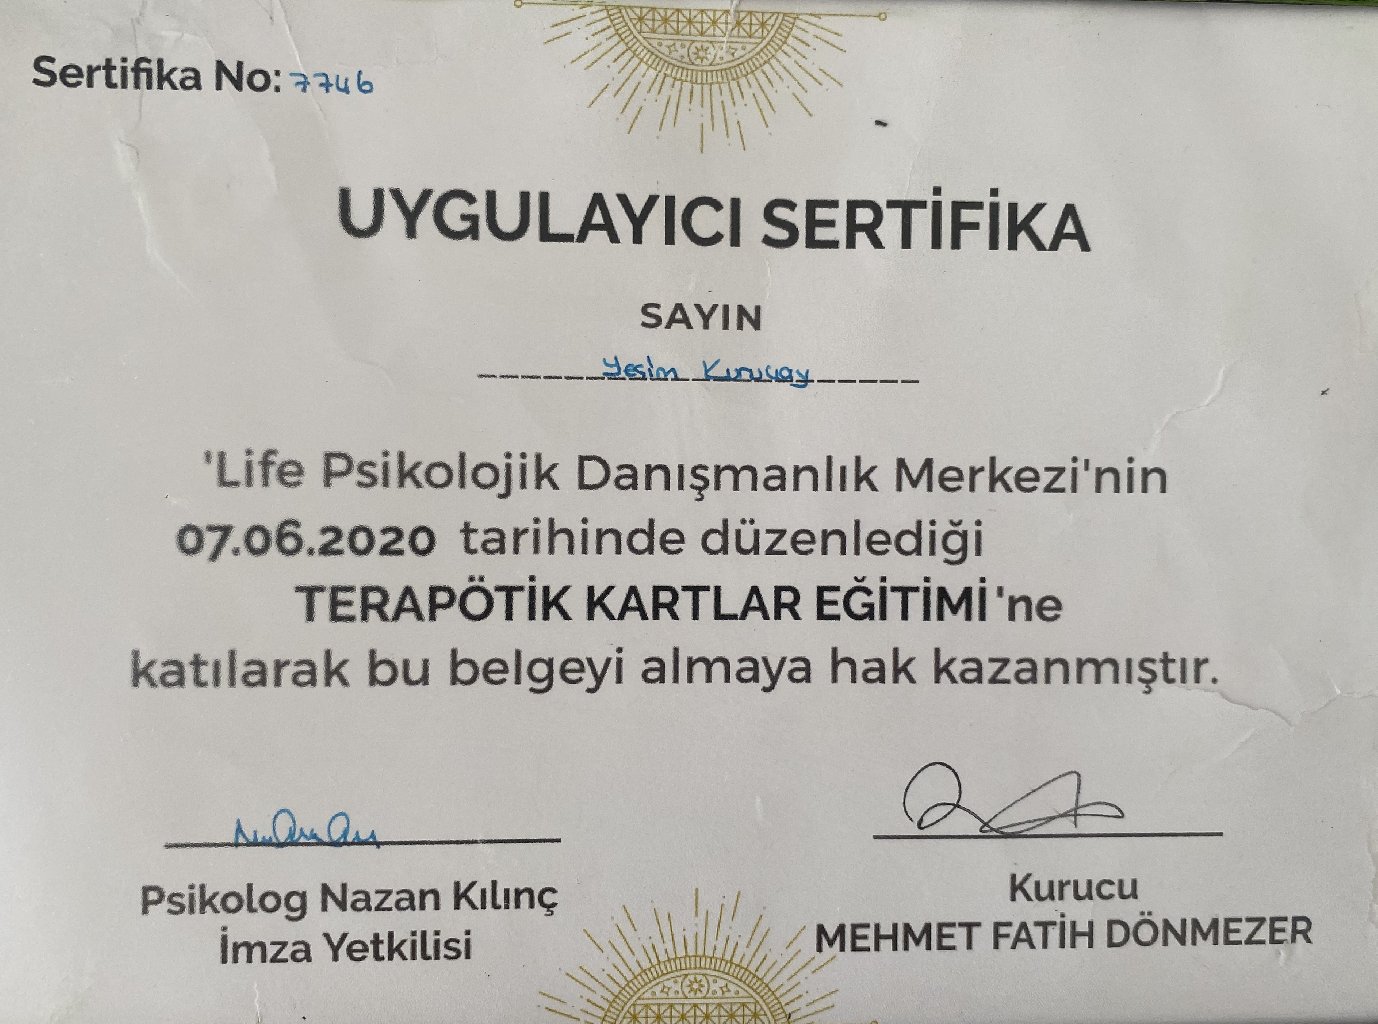 Sertifika No: 7746
UYGULAYICI SERTİFİKA
SAYIN
Yeşim Kurucay
'Life Psikolojik Danışmanlık Merkezi'nin
07.06.2020 tarihinde düzenlediği
TERAPÖTİK KARTLAR EĞİTİMİ'ne
katılarak bu belgeyi almaya hak kazanmıştır.
Psikolog Nazan Kılınç
İmza Yetkilisi
Kurucu
MEHMET FATİH DÖNMEZER